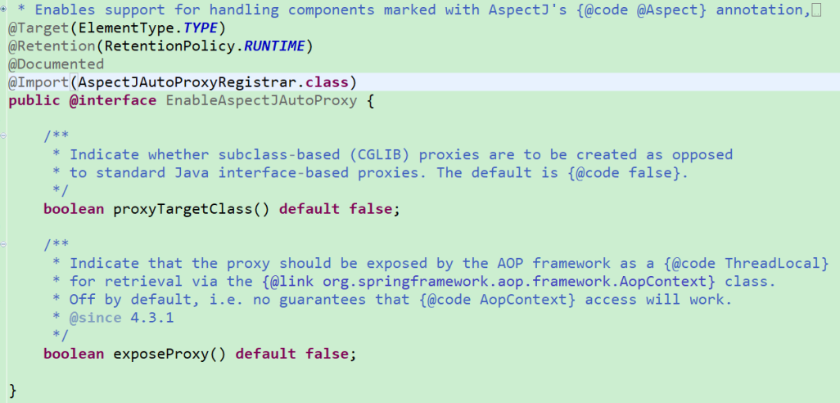 * Enables support for handling components marked with AspectJ's {@code @Aspect} annotation,
@Target(ElementType.TYPE)
@Retention(RetentionPolicy.RUNTIME)
@Documented
@Import(AspectJAutoProxyRegistrar.class)
public @interface EnableAspectJAutoProxy {
/**
* Indicate whether subclass-based (CGLIB) proxies are to be created as opposed
* to standard Java interface-based proxies. The default is {@code false}.
*/
boolean proxyTargetClass() default false;
/**
* Indicate that the proxy should be exposed by the AOP framework as a {@code ThreadLocal}
* for retrieval via the {@link org.springframework.aop.framework.AopContext} class.
* Off by default, i.e. no guarantees that {@code AopContext} access will work.
* @since 4.3.1
*/
boolean exposeProxy() default false;
}